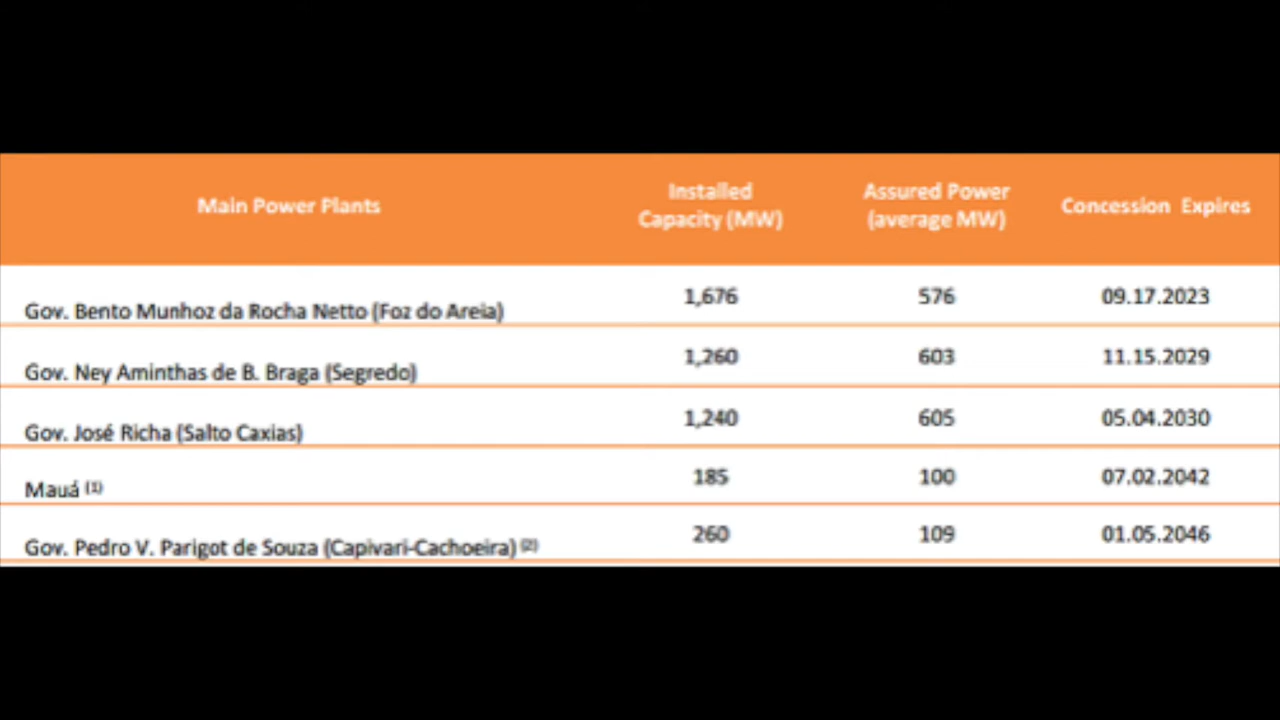 Main Power Plants Installed Capacity (MW) Assured Power (average MW) Concession Expires
Gov. Bento Munhoz da Rocha Netto (Foz do Areia) 1,676 576 09.17.2023
Gov. Ney Aminthas de B. Braga (Segredo) 1,260 603 11.15.2029
Gov. José Richa (Salto Caxias) 1,240 605 05.04.2030
Mauá (1) 185 100 07.02.2042
Gov. Pedro V. Parigot de Souza (Capivari-Cachoeira) (2) 260 109 01.05.2046